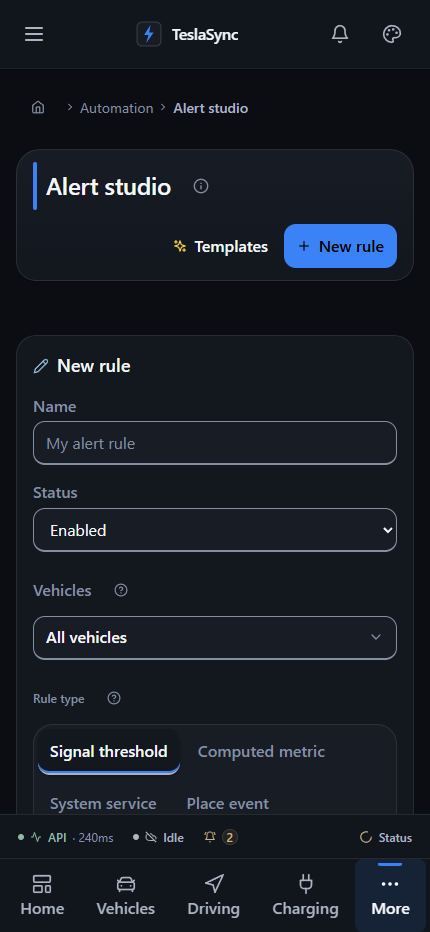 TeslaSync
Automation Alert studio
Alert studio
Templates
New rule
New rule
Name
My alert rule
Status
Enabled
Vehicles
All vehicles
Rule type
Signal threshold
Computed metric
System service
Place event
API · 240ms
Idle
2
Status
Home
Vehicles
Driving
Charging
More